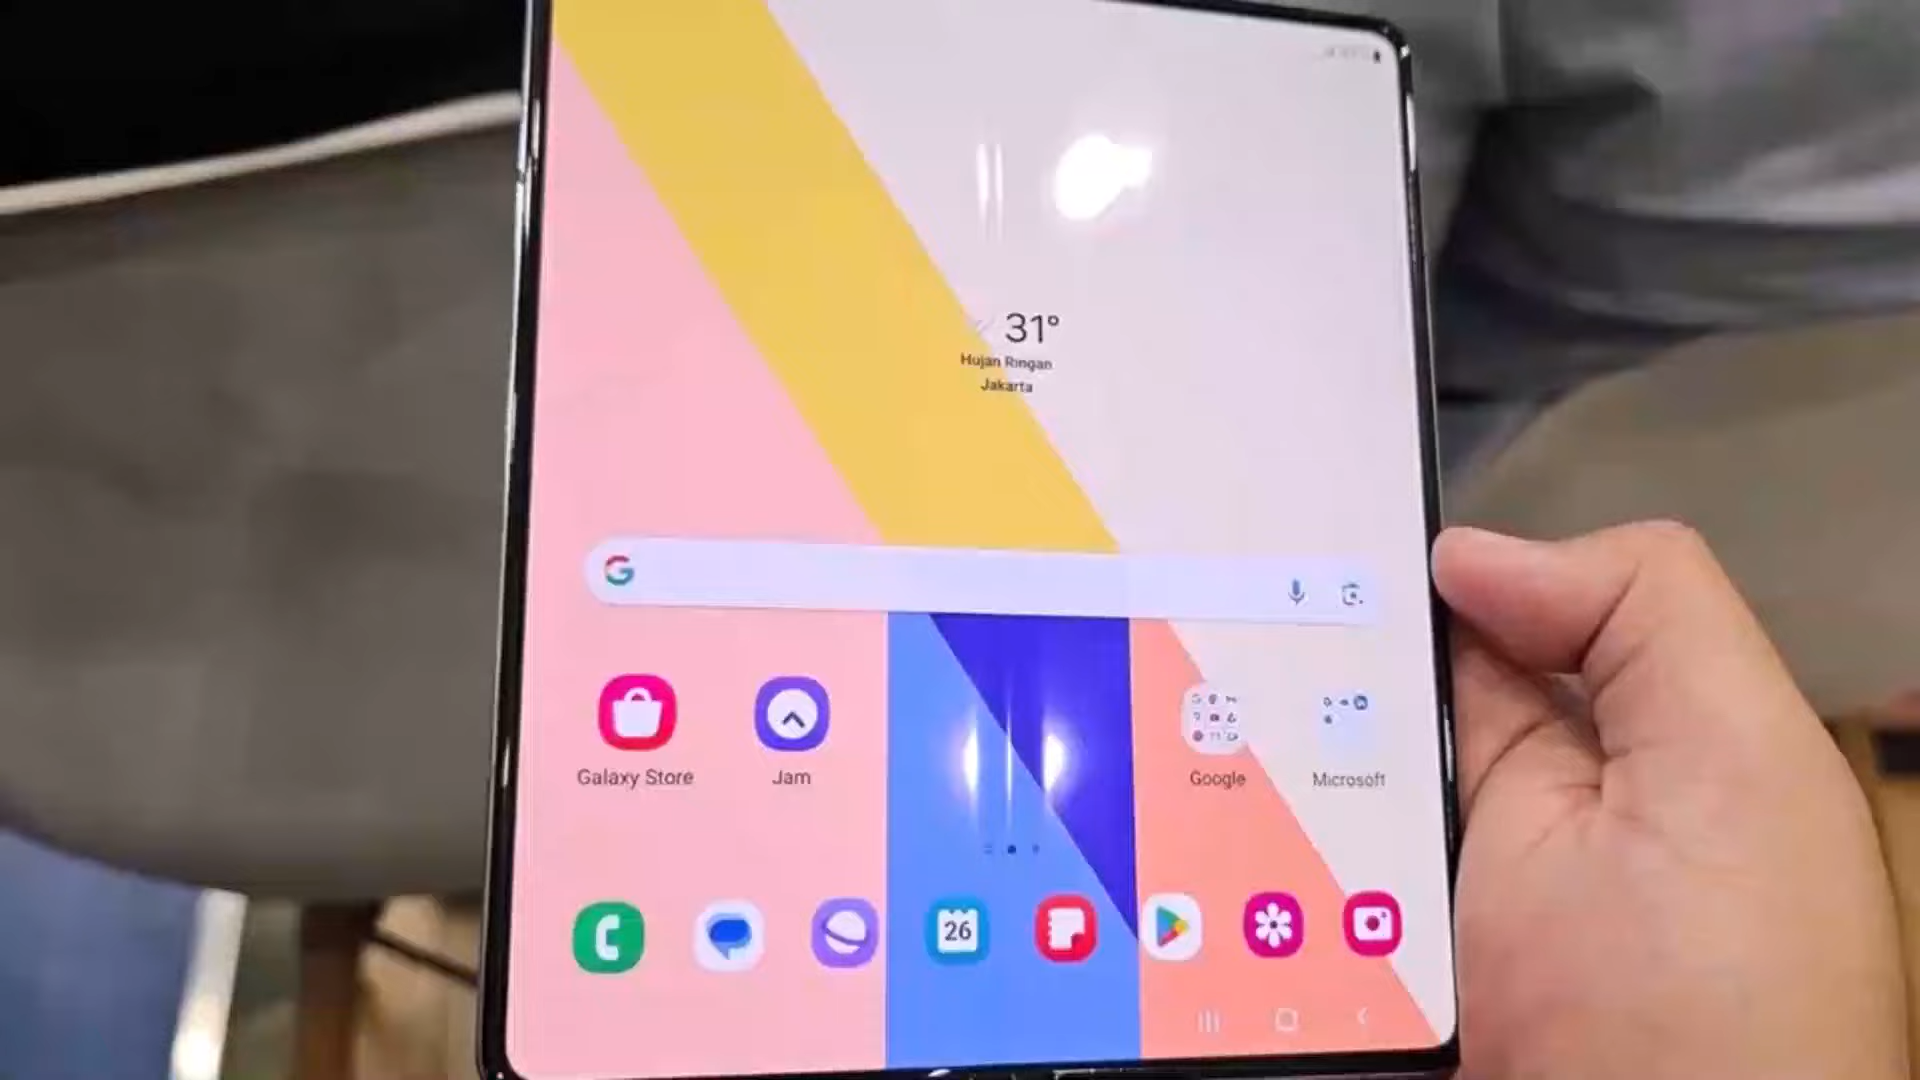 31°
Hujan Ringan
Jakarta
G
Galaxy Store
Jam
Google
Microsoft
26